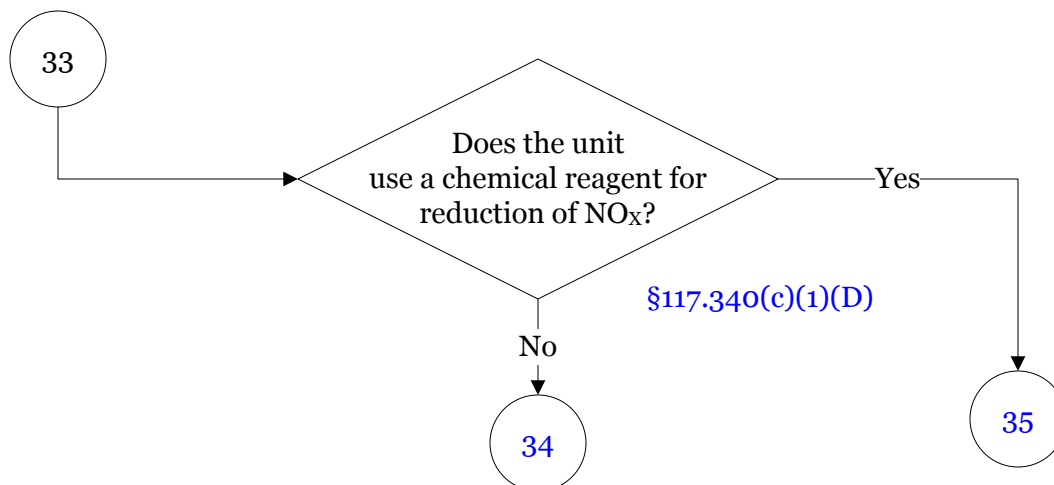 33
Does the unit
use a chemical reagent for
reduction of NOX?
Yes
§117.340(c)(1)(D)
No
34
35